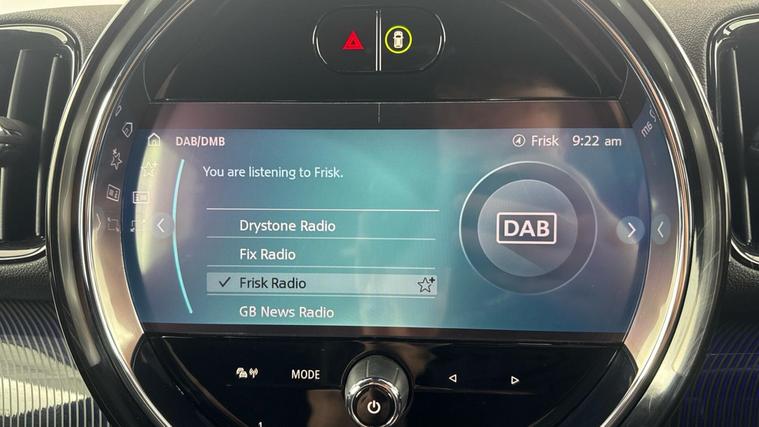 DAB/DMB
Frisk 9:22 am
You are listening to Frisk.
Drystone Radio
Fix Radio
Frisk Radio
GB News Radio
DAB
MODE
1